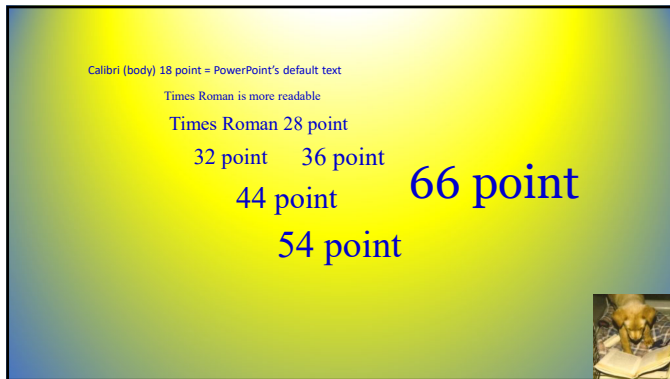 Calibri (body) 18 point = PowerPoint's default text
Times Roman is more readable
Times Roman 28 point
32 point 36 point
66 point
44 point
54 point